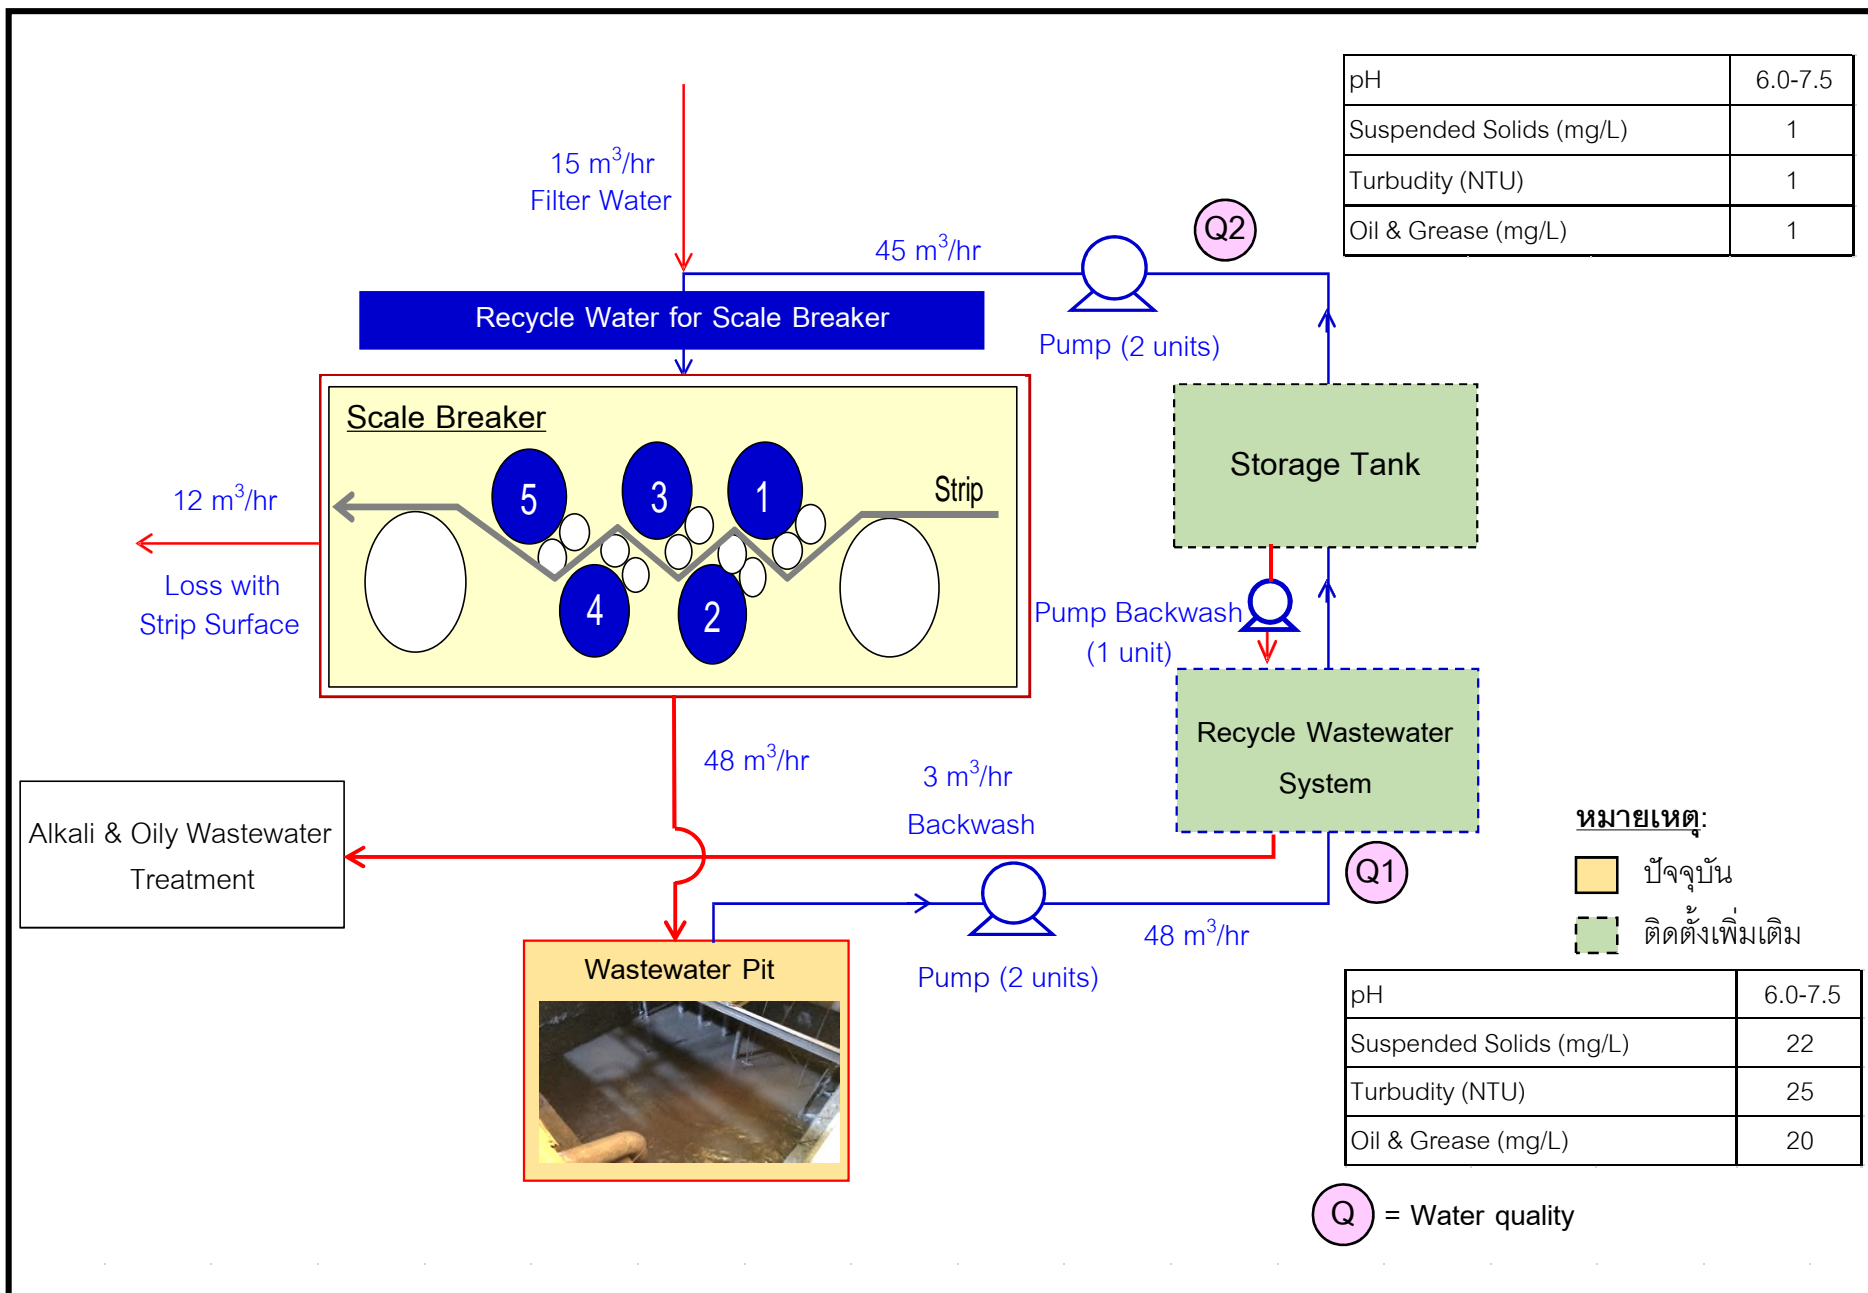 pH 6.0-7.5
Suspended Solids (mg/L) 1
Turbudity (NTU) 1
Oil & Grease (mg/L) 1
15 m³/hr
Filter Water
Q2
45 m³/hr
Recycle Water for Scale Breaker
Pump (2 units)
Scale Breaker
Storage Tank
5
3
1
Strip
4
2
12 m³/hr
Loss with
Strip Surface
Pump Backwash
(1 unit)
Recycle Wastewater
System
48 m³/hr
3 m³/hr
Backwash
Alkali & Oily Wastewater
Treatment
Q1
หมายเหตุ:
ปัจจุบัน
ติดตั้งเพิ่มเติม
48 m³/hr
Pump (2 units)
Wastewater Pit
pH 6.0-7.5
Suspended Solids (mg/L) 22
Turbudity (NTU) 25
Oil & Grease (mg/L) 20
Q = Water quality